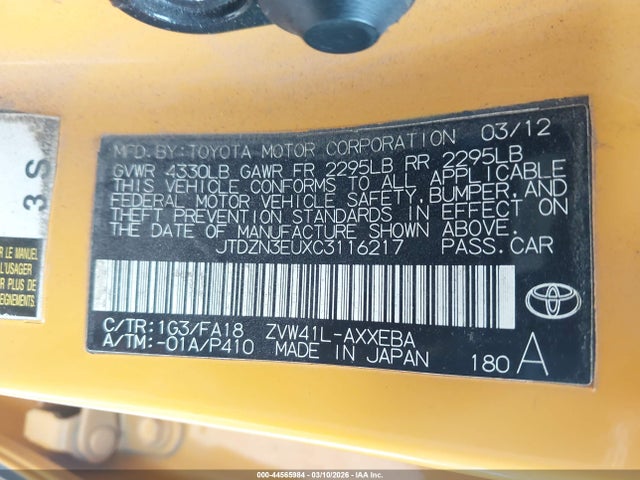 MFD. BY: TOYOTA MOTOR CORPORATION 03/12
GVWR 4330LB GAWR FR 2295LB RR 2295LB
THIS VEHICLE CONFORMS TO ALL APPLICABLE
FEDERAL MOTOR VEHICLE SAFETY, BUMPER, AND
THEFT PREVENTION STANDARDS IN EFFECT ON
THE DATE OF MANUFACTURE SHOWN ABOVE.
JTDZN3EUXC3116217 PASS. CAR
C/TR: 1G3/FA18 ZVW41L-AXXEBA
A/TM: -01A/P410 MADE IN JAPAN 180 A
3 S
LE
L'USAGER
000-44565984 - 03/10/2026 - IAA Inc.